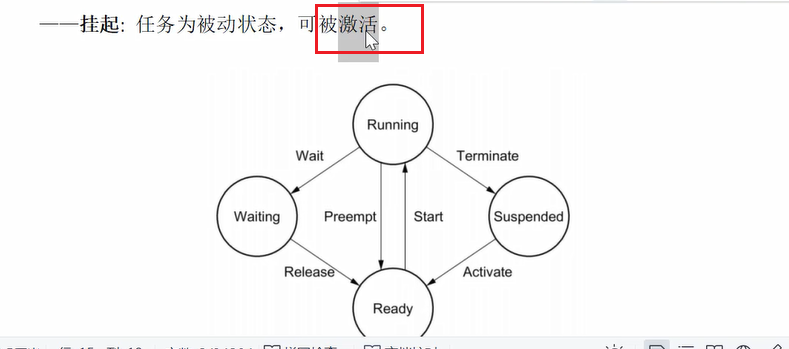 ——挂起: 任务为被动状态，可被激活。
Running
Wait
Terminate
Waiting
Preempt
Start
Suspended
Release
Activate
Ready